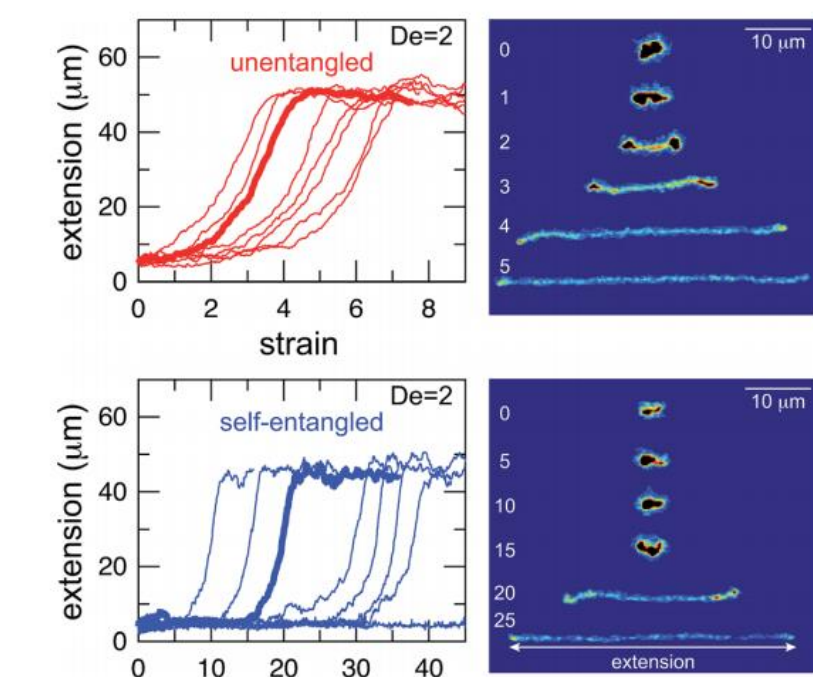 De=2
unentangled
extension (μm)
60
40
20
0
0 2 4 6 8
strain
10 μm
0
1
2
3
4
5
De=2
self-entangled
extension (μm)
60
40
20
0
0 10 20 30 40
10 μm
0
5
10
15
20
25
extension